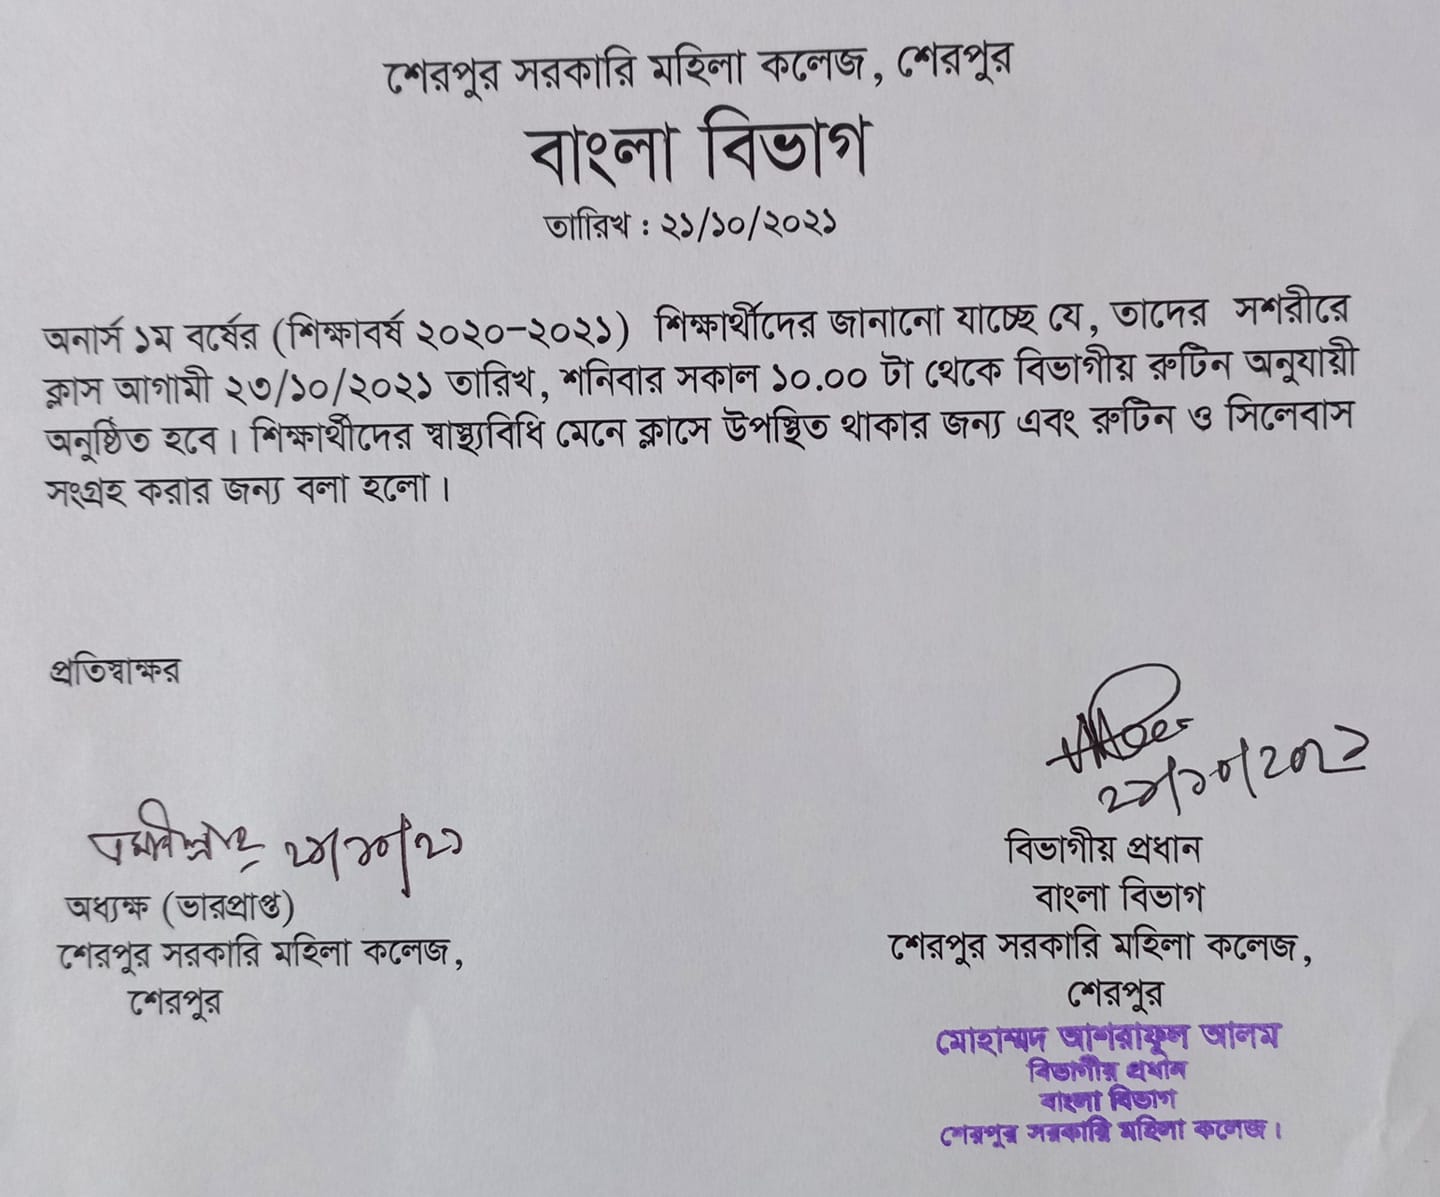 শেরপুর সরকারি মহিলা কলেজ, শেরপুর
বাংলা বিভাগ
তারিখ : ২১/১০/২০২১
অনার্স ১ম বর্ষের (শিক্ষাবর্ষ ২০২০-২০২১) শিক্ষার্থীদের জানানো যাচ্ছে যে, তাদের সশরীরে
ক্লাস আগামী ২৩/১০/২০২১ তারিখ, শনিবার সকাল ১০.০০ টা থেকে বিভাগীয় রুটিন অনুযায়ী
অনুষ্ঠিত হবে। শিক্ষার্থীদের স্বাস্থ্যবিধি মেনে ক্লাসে উপস্থিত থাকার জন্য এবং রুটিন ও সিলেবাস
সংগ্রহ করার জন্য বলা হলো।
প্রতিস্বাক্ষর
২১/১০/২১
অধ্যক্ষ (ভারপ্রাপ্ত)
শেরপুর সরকারি মহিলা কলেজ,
শেরপুর
২১/১০/২০২১
বিভাগীয় প্রধান
বাংলা বিভাগ
শেরপুর সরকারি মহিলা কলেজ,
শেরপুর
মোহাম্মদ আশরাফুল আলম
বিভাগীয় প্রধান
বাংলা বিভাগ
শেরপুর সরকারি মহিলা কলেজ।